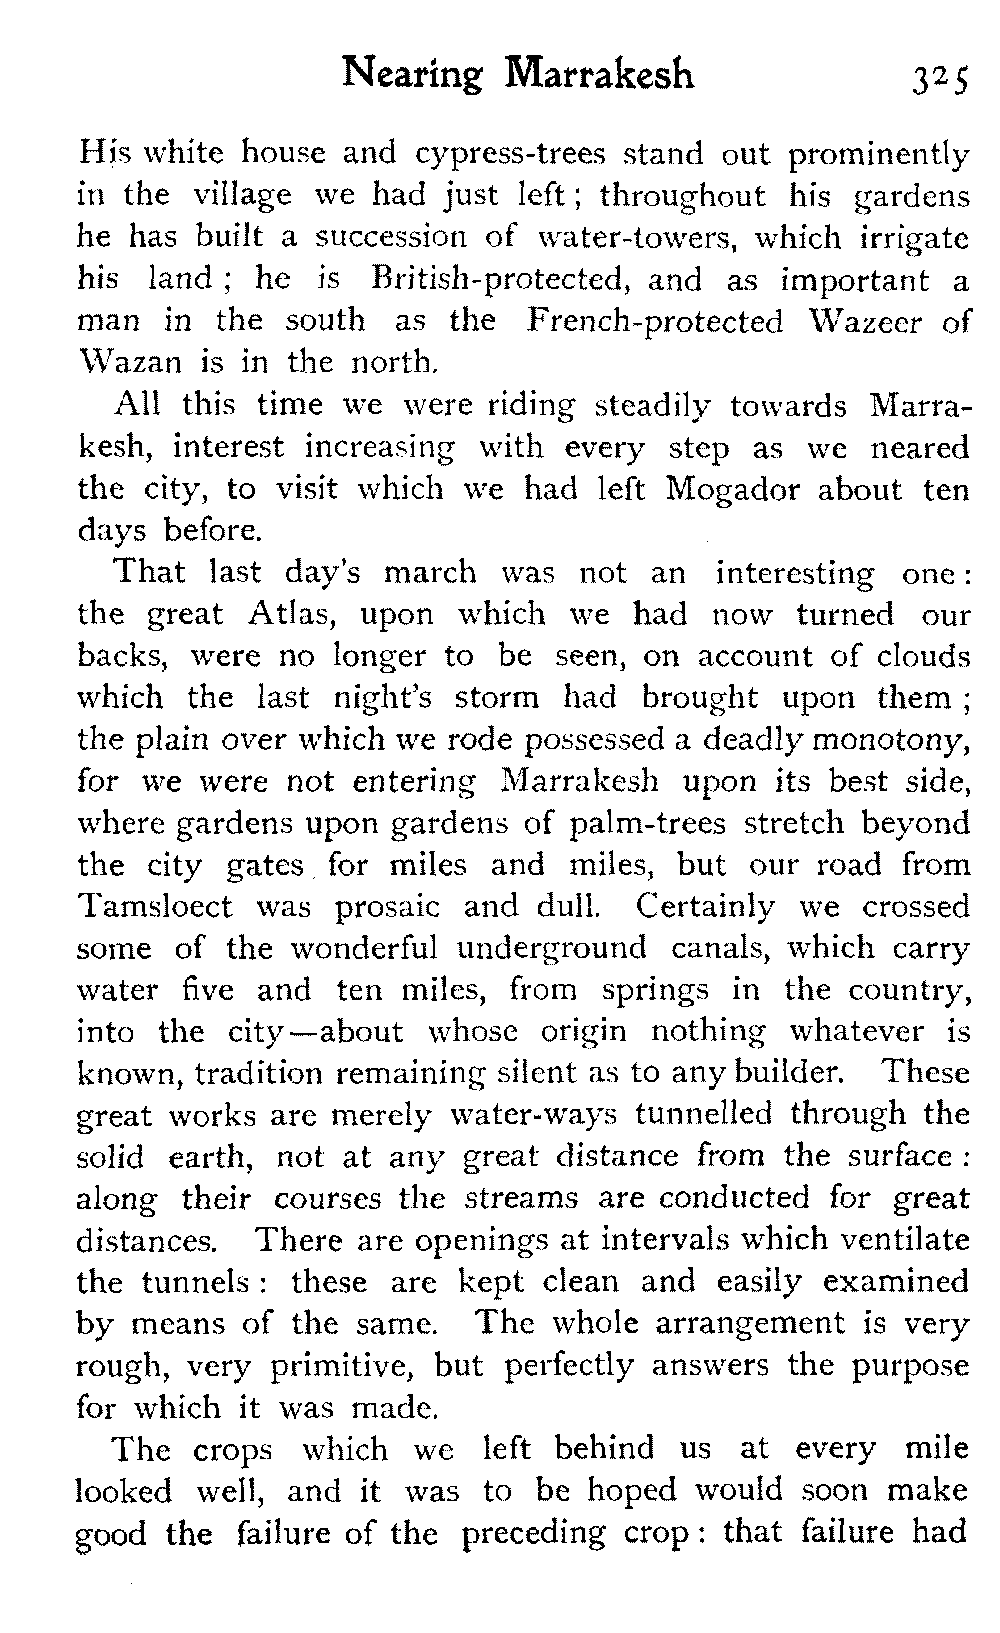 Nearing Marrakesh 325
His white house and cypress-trees stand out prominently
in the village we had just left ; throughout his gardens
he has built a succession of water-towers, which irrigate
his land ; he is British-protected, and as important a
man in the south as the French-protected Wazeer of
Wazan is in the north.
All this time we were riding steadily towards Marra-
kesh, interest increasing with every step as we neared
the city, to visit which we had left Mogador about ten
days before.
That last day's march was not an interesting one :
the great Atlas, upon which we had now turned our
backs, were no longer to be seen, on account of clouds
which the last night's storm had brought upon them ;
the plain over which we rode possessed a deadly monotony,
for we were not entering Marrakesh upon its best side,
where gardens upon gardens of palm-trees stretch beyond
the city gates for miles and miles, but our road from
Tamsloect was prosaic and dull. Certainly we crossed
some of the wonderful underground canals, which carry
water five and ten miles, from springs in the country,
into the city—about whose origin nothing whatever is
known, tradition remaining silent as to any builder. These
great works are merely water-ways tunnelled through the
solid earth, not at any great distance from the surface :
along their courses the streams are conducted for great
distances. There are openings at intervals which ventilate
the tunnels : these are kept clean and easily examined
by means of the same. The whole arrangement is very
rough, very primitive, but perfectly answers the purpose
for which it was made.
The crops which we left behind us at every mile
looked well, and it was to be hoped would soon make
good the failure of the preceding crop : that failure had